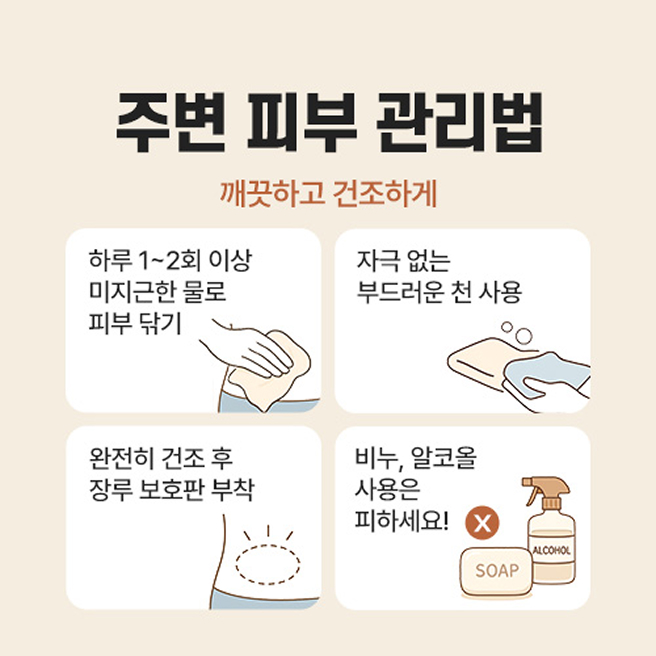 주변 피부 관리법
깨끗하고 건조하게
하루 1~2회 이상
미지근한 물로
피부 닦기
자극 없는
부드러운 천 사용
완전히 건조 후
장루 보호판 부착
비누, 알코올
사용은
피하세요!
X
ALCOHOL
SOAP